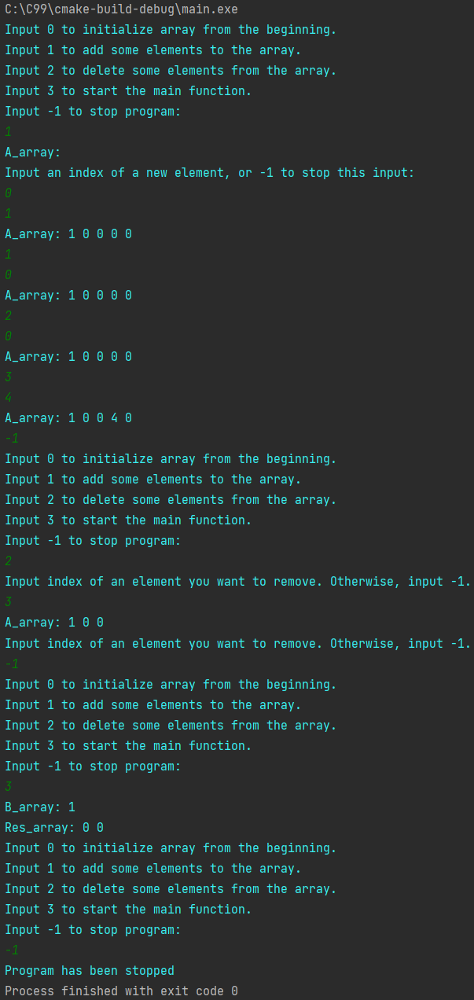 C:\C99\cmake-build-debug\main.exe
Input 0 to initialize array from the beginning.
Input 1 to add some elements to the array.
Input 2 to delete some elements from the array.
Input 3 to start the main function.
Input -1 to stop program:
1
A_array:
Input an index of a new element, or -1 to stop this input:
0
1
A_array: 1 0 0 0 0
1
0
A_array: 1 0 0 0 0
2
0
A_array: 1 0 0 0 0
3
4
A_array: 1 0 0 4 0
-1
Input 0 to initialize array from the beginning.
Input 1 to add some elements to the array.
Input 2 to delete some elements from the array.
Input 3 to start the main function.
Input -1 to stop program:
2
Input index of an element you want to remove. Otherwise, input -1.
3
A_array: 1 0 0
Input index of an element you want to remove. Otherwise, input -1.
-1
Input 0 to initialize array from the beginning.
Input 1 to add some elements to the array.
Input 2 to delete some elements from the array.
Input 3 to start the main function.
Input -1 to stop program:
3
B_array: 1
Res_array: 0 0
Input 0 to initialize array from the beginning.
Input 1 to add some elements to the array.
Input 2 to delete some elements from the array.
Input 3 to start the main function.
Input -1 to stop program:
-1
Program has been stopped
Process finished with exit code 0